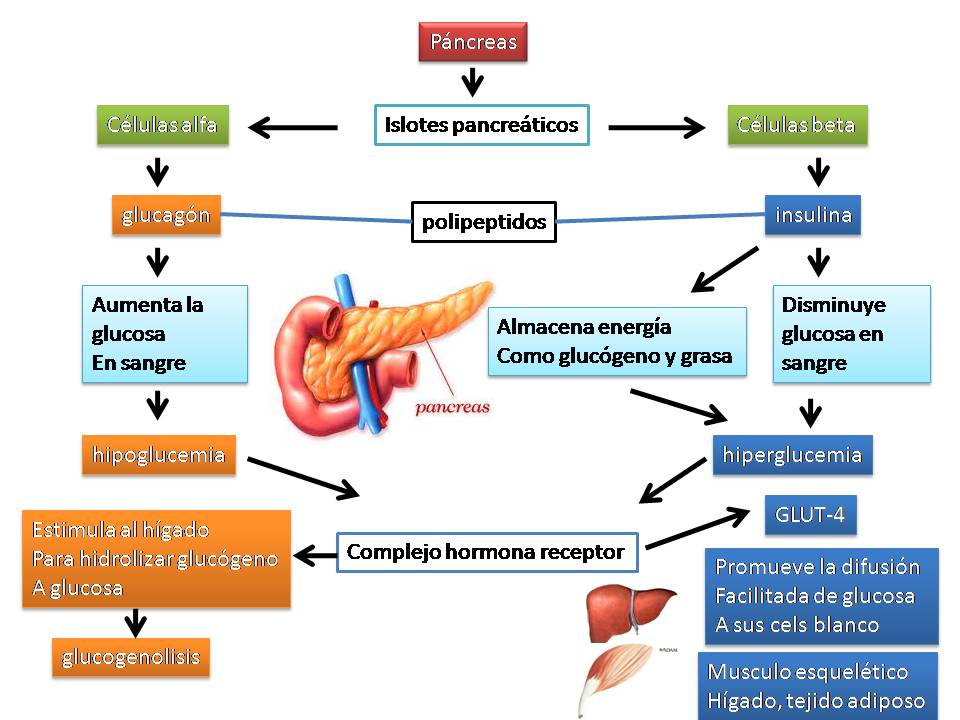 Páncreas
Células alfa
Islotes pancreáticos
Células beta
glucagón
polipeptidos
insulina
Aumenta la
glucosa
En sangre
Almacena energía
Como glucógeno y grasa
Disminuye
glucosa en
sangre
pancreas
hipoglucemia
hiperglucemia
Estimula al hígado
Para hidrolizar glucógeno
A glucosa
Complejo hormona receptor
GLUT-4
Promueve la difusión
Facilitada de glucosa
A sus cels blanco
glucogenolisis
✱ADAM.
Musculo esquelético
Hígado, tejido adiposo